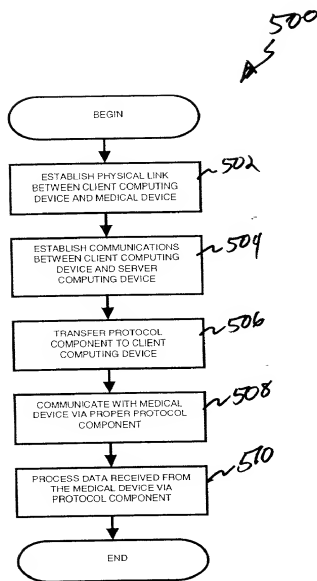 500
BEGIN
ESTABLISH PHYSICAL LINK
BETWEEN CLIENT COMPUTING
DEVICE AND MEDICAL DEVICE
502
ESTABLISH COMMUNICATIONS
BETWEEN CLIENT COMPUTING
DEVICE AND SERVER
COMPUTING DEVICE
504
TRANSFER PROTOCOL
COMPONENT TO CLIENT
COMPUTING DEVICE
506
COMMUNICATE WITH MEDICAL
DEVICE VIA PROPER PROTOCOL
COMPONENT
508
PROCESS DATA RECEIVED FROM
THE MEDICAL DEVICE VIA
PROTOCOL COMPONENT
510
END